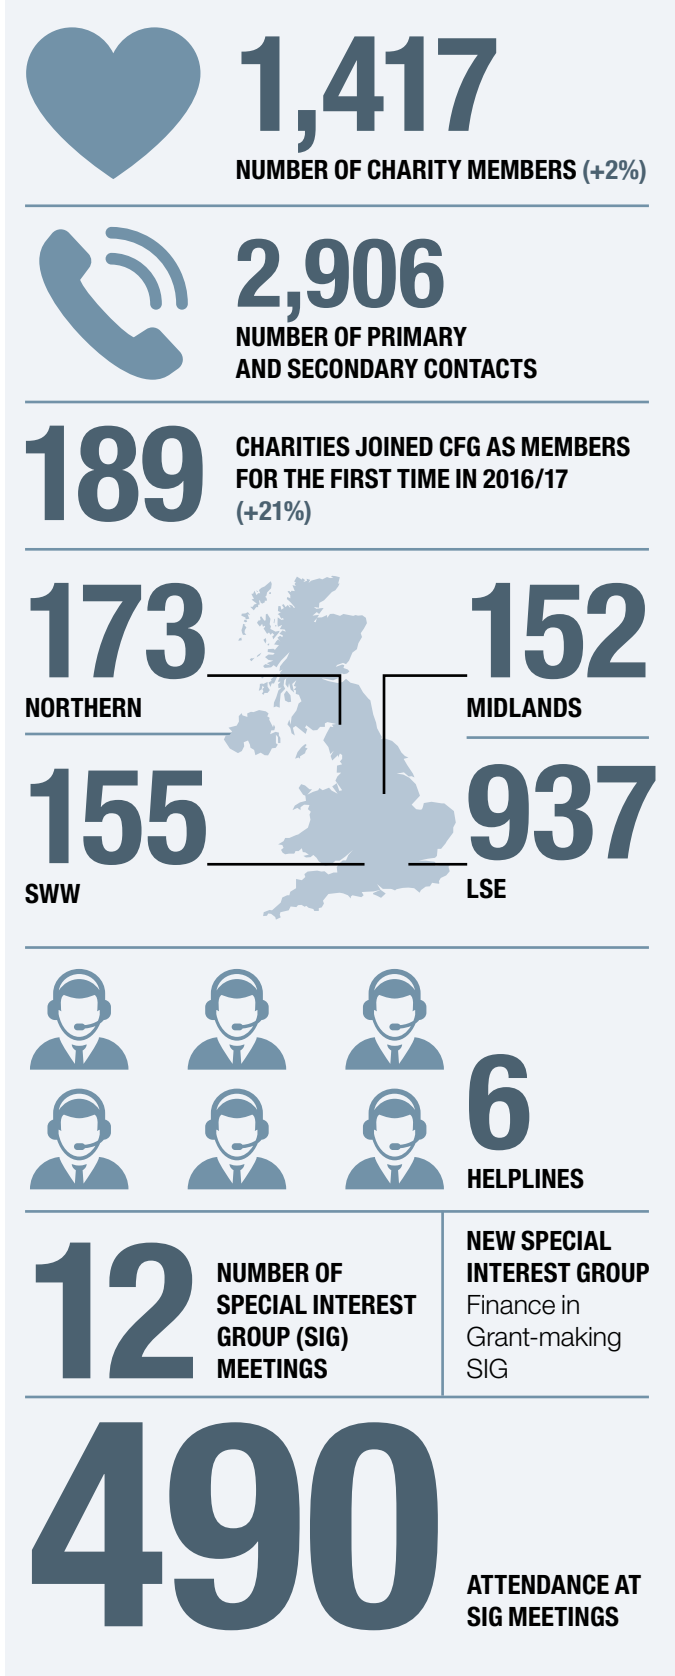 1,417
NUMBER OF CHARITY MEMBERS (+2%)
2,906
NUMBER OF PRIMARY
AND SECONDARY CONTACTS
189
CHARITIES JOINED CFG AS MEMBERS
FOR THE FIRST TIME IN 2016/17
(+21%)
173
NORTHERN
152
MIDLANDS
155
SWW
937
LSE
6
HELPLINES
12
NUMBER OF
SPECIAL INTEREST
GROUP (SIG)
MEETINGS
NEW SPECIAL
INTEREST GROUP
Finance in
Grant-making
SIG
490
ATTENDANCE AT
SIG MEETINGS